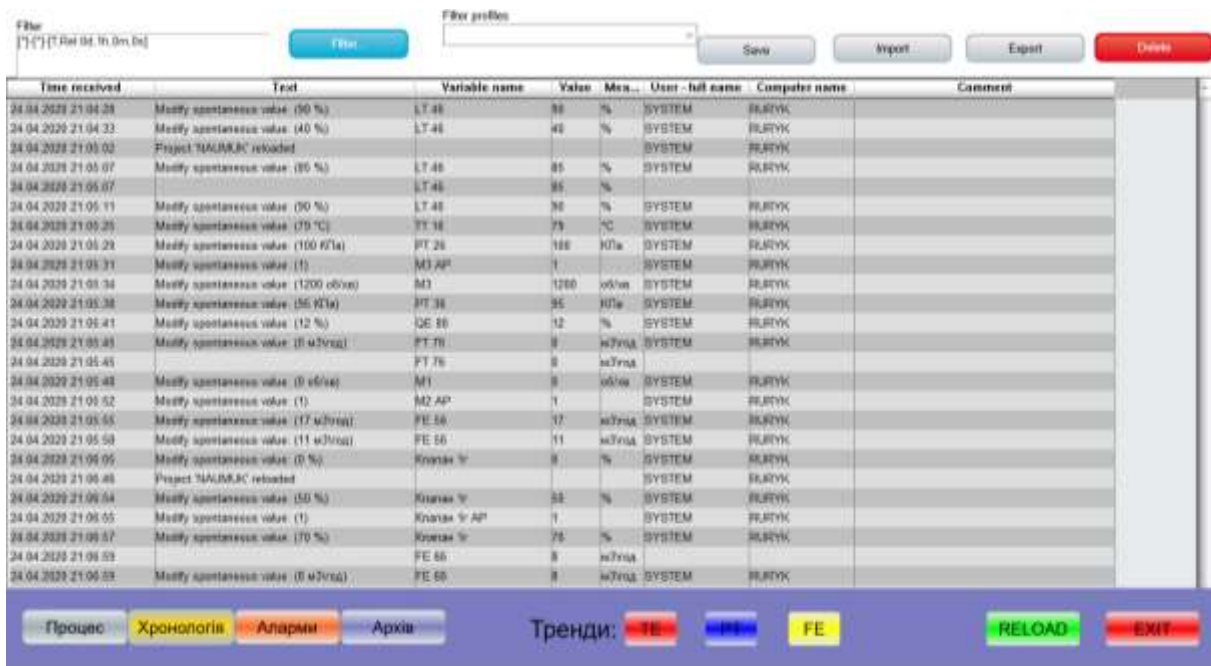 Filter
Filter profiles
Filter...
Save
Import
Export
Delete
Time received Text Variable name Value Mea... User - full name Computer name Comment
24.04.2020 21:04:28 Modify spontaneous value: (90 %) LT 46 90 % SYSTEM RURYK
24.04.2020 21:04:33 Modify spontaneous value: (40 %) LT 46 40 % SYSTEM RURYK
24.04.2020 21:05:02 Project 'NAUMUK' reloaded SYSTEM RURYK
24.04.2020 21:05:07 Modify spontaneous value: (85 %) LT 46 85 % SYSTEM RURYK
24.04.2020 21:05:07 LT 46 85 %
24.04.2020 21:05:11 Modify spontaneous value: (90 %) LT 46 90 % SYSTEM RURYK
24.04.2020 21:05:25 Modify spontaneous value: (79 °C) TT 16 79 °C SYSTEM RURYK
24.04.2020 21:05:29 Modify spontaneous value: (100 КПа) PT 26 100 КПа SYSTEM RURYK
24.04.2020 21:05:31 Modify spontaneous value: (1) M3 AP 1 SYSTEM RURYK
24.04.2020 21:05:34 Modify spontaneous value: (1200 об/хв) M3 1200 об/хв SYSTEM RURYK
24.04.2020 21:05:38 Modify spontaneous value: (95 КПа) PT 36 95 КПа SYSTEM RURYK
24.04.2020 21:05:41 Modify spontaneous value: (12 %) QE 86 12 % SYSTEM RURYK
24.04.2020 21:05:45 Modify spontaneous value: (8 м3/год) FT 76 8 м3/год SYSTEM RURYK
24.04.2020 21:05:45 FT 76 8 м3/год
24.04.2020 21:05:48 Modify spontaneous value: (0 об/хв) M1 0 об/хв SYSTEM RURYK
24.04.2020 21:05:52 Modify spontaneous value: (1) M2 AP 1 SYSTEM RURYK
24.04.2020 21:05:55 Modify spontaneous value: (17 м3/год) FE 56 17 м3/год SYSTEM RURYK
24.04.2020 21:05:58 Modify spontaneous value: (11 м3/год) FE 56 11 м3/год SYSTEM RURYK
24.04.2020 21:06:05 Modify spontaneous value: (0 %) Клапан 1г 0 % SYSTEM RURYK
24.04.2020 21:06:46 Project 'NAUMUK' reloaded SYSTEM RURYK
24.04.2020 21:06:54 Modify spontaneous value: (50 %) Клапан 1г 50 % SYSTEM RURYK
24.04.2020 21:06:55 Modify spontaneous value: (1) Клапан 1г AP 1 SYSTEM RURYK
24.04.2020 21:06:57 Modify spontaneous value: (70 %) Клапан 1г 70 % SYSTEM RURYK
24.04.2020 21:06:59 FE 66 8 м3/год
24.04.2020 21:06:59 Modify spontaneous value: (8 м3/год) FE 66 8 м3/год SYSTEM RURYK
Процес Хронологія Аларми Архів Тренди: TE PT FE RELOAD EXIT